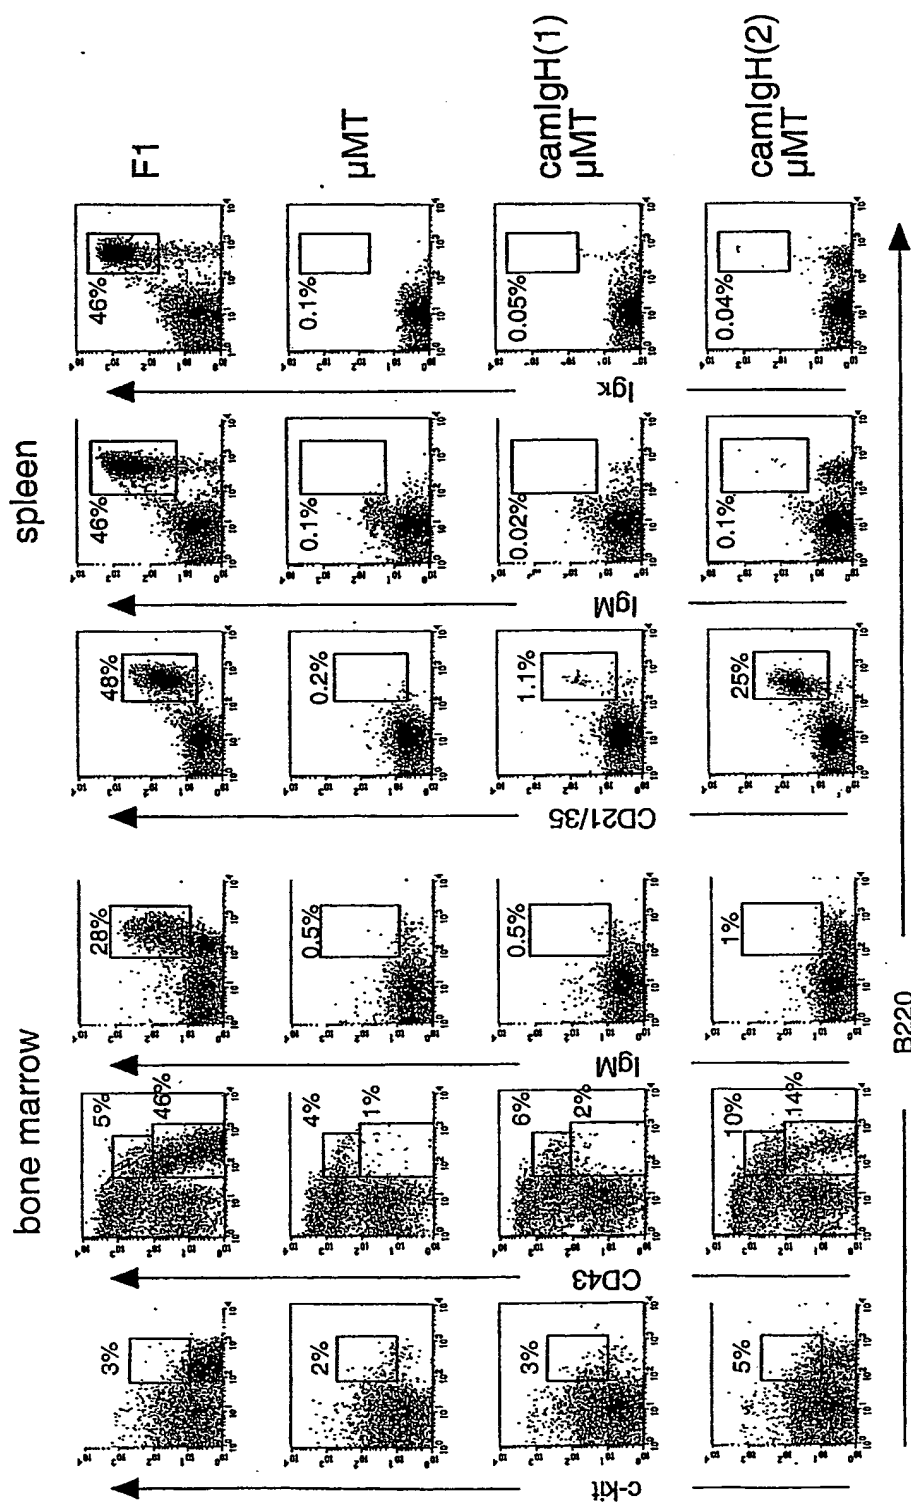 bone marrow
spleen
3%
5%
46%
28%
48%
46%
46%
F1
2%
4%
1%
0.5%
0.2%
0.1%
0.1%
µMT
3%
6%
2%
0.5%
1.1%
0.02%
0.05%
camIgH(1)
µMT
5%
10%
14%
1%
25%
0.1%
0.04%
camIgH(2)
µMT
c-kit
CD43
IgM
CD21/35
IgM
Igκ
B220